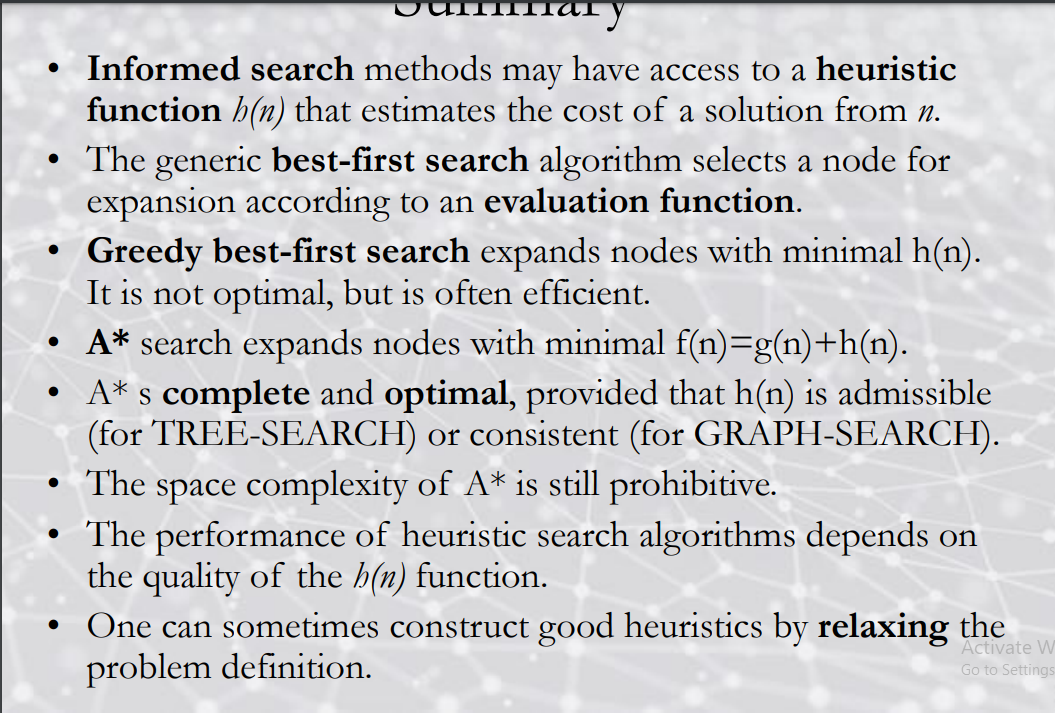 Summary
• Informed search methods may have access to a heuristic
function h(n) that estimates the cost of a solution from n.
• The generic best-first search algorithm selects a node for
expansion according to an evaluation function.
• Greedy best-first search expands nodes with minimal h(n).
It is not optimal, but is often efficient.
• A* search expands nodes with minimal f(n)=g(n)+h(n).
• A* s complete and optimal, provided that h(n) is admissible
(for TREE-SEARCH) or consistent (for GRAPH-SEARCH).
• The space complexity of A* is still prohibitive.
• The performance of heuristic search algorithms depends on
the quality of the h(n) function.
• One can sometimes construct good heuristics by relaxing the
problem definition.
Activate W
Go to Settings